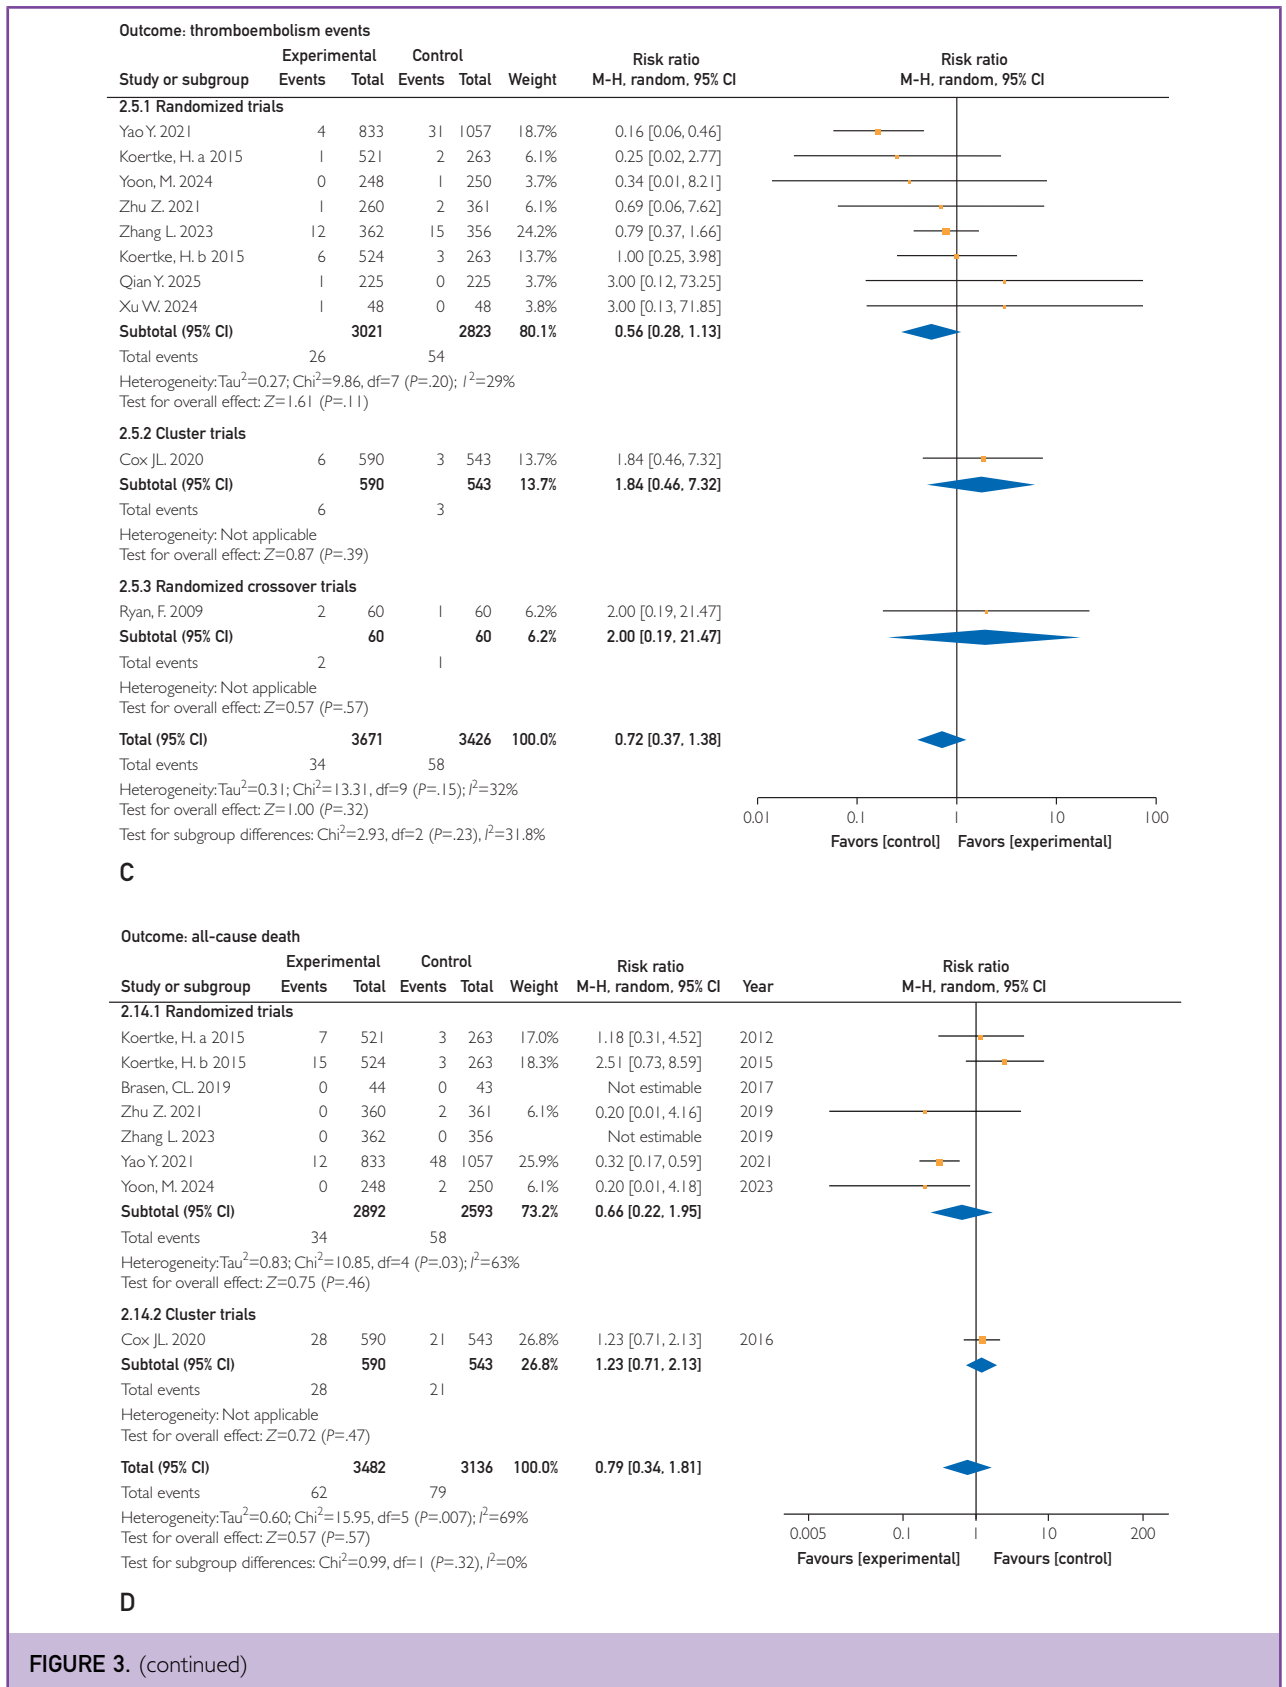 Outcome: thromboembolism events
Experimental Control Risk ratio Risk ratio
Study or subgroup Events Total Events Total Weight M-H, random, 95% CI M-H, random, 95% CI
2.5.1 Randomized trials
Yao Y. 2021 4 833 31 1057 18.7% 0.16 [0.06, 0.46]
Koertke, H. a 2015 1 521 2 263 6.1% 0.25 [0.02, 2.77]
Yoon, M. 2024 0 248 1 250 3.7% 0.34 [0.01, 8.21]
Zhu Z. 2021 1 260 2 361 6.1% 0.69 [0.06, 7.62]
Zhang L. 2023 12 362 15 356 24.2% 0.79 [0.37, 1.66]
Koertke, H. b 2015 6 524 3 263 13.7% 1.00 [0.25, 3.98]
Qian Y. 2025 1 225 0 225 3.7% 3.00 [0.12, 73.25]
Xu W. 2024 1 48 0 48 3.8% 3.00 [0.13, 71.85]
Subtotal (95% CI) 3021 2823 80.1% 0.56 [0.28, 1.13]
Total events 26 54
Heterogeneity: Tau²=0.27; Chi²=9.86, df=7 (P=.20); I²=29%
Test for overall effect: Z=1.61 (P=.11)
2.5.2 Cluster trials
Cox JL. 2020 6 590 3 543 13.7% 1.84 [0.46, 7.32]
Subtotal (95% CI) 590 543 13.7% 1.84 [0.46, 7.32]
Total events 6 3
Heterogeneity: Not applicable
Test for overall effect: Z=0.87 (P=.39)
2.5.3 Randomized crossover trials
Ryan, F. 2009 2 60 1 60 6.2% 2.00 [0.19, 21.47]
Subtotal (95% CI) 60 60 6.2% 2.00 [0.19, 21.47]
Total events 2 1
Heterogeneity: Not applicable
Test for overall effect: Z=0.57 (P=.57)
Total (95% CI) 3671 3426 100.0% 0.72 [0.37, 1.38]
Total events 34 58
Heterogeneity: Tau²=0.31; Chi²=13.31, df=9 (P=.15); I²=32%
Test for overall effect: Z=1.00 (P=.32)
Test for subgroup differences: Chi²=2.93, df=2 (P=.23), I²=31.8%
0.01 0.1 1 10 100
Favors [control] Favors [experimental]
C
Outcome: all-cause death
Experimental Control Risk ratio Risk ratio
Study or subgroup Events Total Events Total Weight M-H, random, 95% CI Year M-H, random, 95% CI
2.14.1 Randomized trials
Koertke, H. a 2015 7 521 3 263 17.0% 1.18 [0.31, 4.52] 2012
Koertke, H. b 2015 15 524 3 263 18.3% 2.51 [0.73, 8.59] 2015
Brasen, CL. 2019 0 44 0 43 Not estimable 2017
Zhu Z. 2021 0 360 2 361 6.1% 0.20 [0.01, 4.16] 2019
Zhang L. 2023 0 362 0 356 Not estimable 2019
Yao Y. 2021 12 833 48 1057 25.9% 0.32 [0.17, 0.59] 2021
Yoon, M. 2024 0 248 2 250 6.1% 0.20 [0.01, 4.18] 2023
Subtotal (95% CI) 2892 2593 73.2% 0.66 [0.22, 1.95]
Total events 34 58
Heterogeneity: Tau²=0.83; Chi²=10.85, df=4 (P=.03); I²=63%
Test for overall effect: Z=0.75 (P=.46)
2.14.2 Cluster trials
Cox JL. 2020 28 590 21 543 26.8% 1.23 [0.71, 2.13] 2016
Subtotal (95% CI) 590 543 26.8% 1.23 [0.71, 2.13]
Total events 28 21
Heterogeneity: Not applicable
Test for overall effect: Z=0.72 (P=.47)
Total (95% CI) 3482 3136 100.0% 0.79 [0.34, 1.81]
Total events 62 79
Heterogeneity: Tau²=0.60; Chi²=15.95, df=5 (P=.007); I²=69%
Test for overall effect: Z=0.57 (P=.57)
Test for subgroup differences: Chi²=0.99, df=1 (P=.32), I²=0%
0.005 0.1 1 10 200
Favours [experimental] Favours [control]
D
FIGURE 3. (continued)